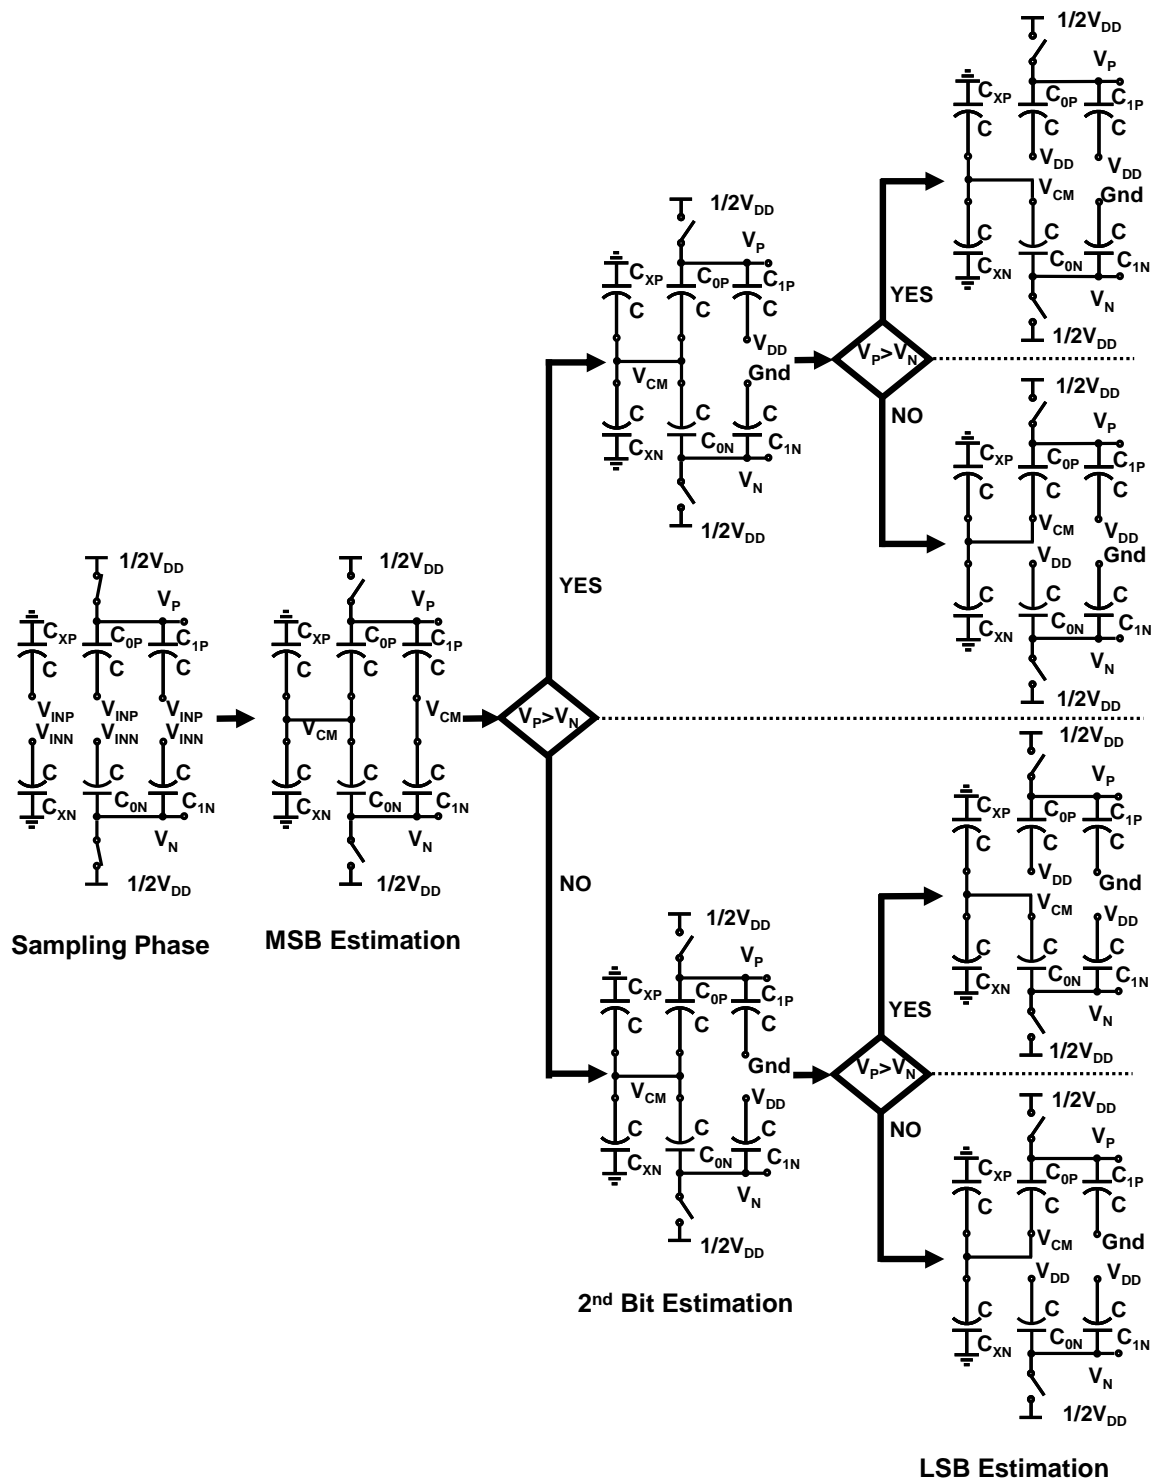 1/2VDD
VP
CXP C0P C1P
C C C
VINP VINP VINP
VINN VINN VINN
C C C
CXN C0N C1N
VN
1/2VDD
Sampling Phase
1/2VDD
VP
CXP C0P C1P
C C C
VCM VCM
C C C
CXN C0N C1N
VN
1/2VDD
MSB Estimation
VP>VN
YES
NO
1/2VDD
VP
CXP C0P C1P
C C C
VDD
VCM Gnd
C C C
CXN C0N C1N
VN
1/2VDD
1/2VDD
VP
CXP C0P C1P
C C C
Gnd
VCM VDD
C C C
CXN C0N C1N
VN
1/2VDD
2nd Bit Estimation
VP>VN
YES
NO
VP>VN
YES
NO
1/2VDD
VP
CXP C0P C1P
C C C
VDD VDD
VCM Gnd
C C C
CXN C0N C1N
VN
1/2VDD
1/2VDD
VP
CXP C0P C1P
C C C
VCM VDD
VDD Gnd
C C C
CXN C0N C1N
VN
1/2VDD
1/2VDD
VP
CXP C0P C1P
C C C
VDD Gnd
VCM VDD
C C C
CXN C0N C1N
VN
1/2VDD
1/2VDD
VP
CXP C0P C1P
C C C
VCM Gnd
VDD VDD
C C C
CXN C0N C1N
VN
1/2VDD
LSB Estimation